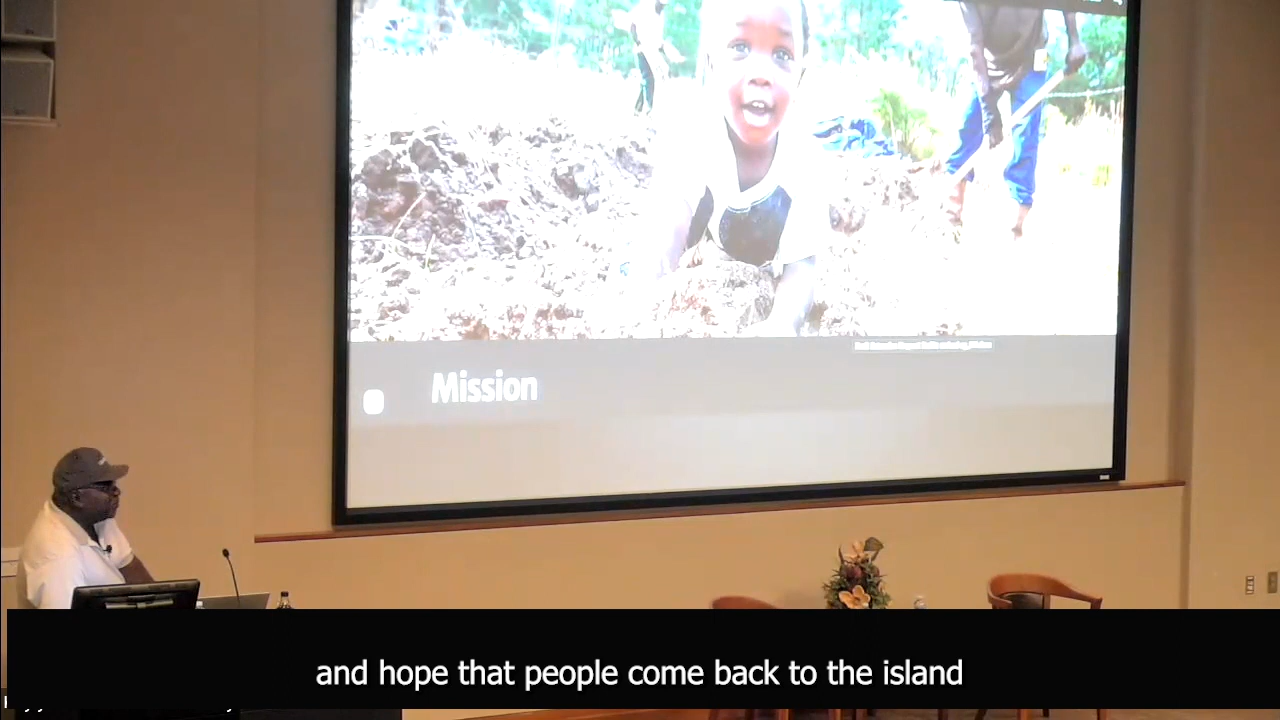 Mission
and hope that people come back to the island